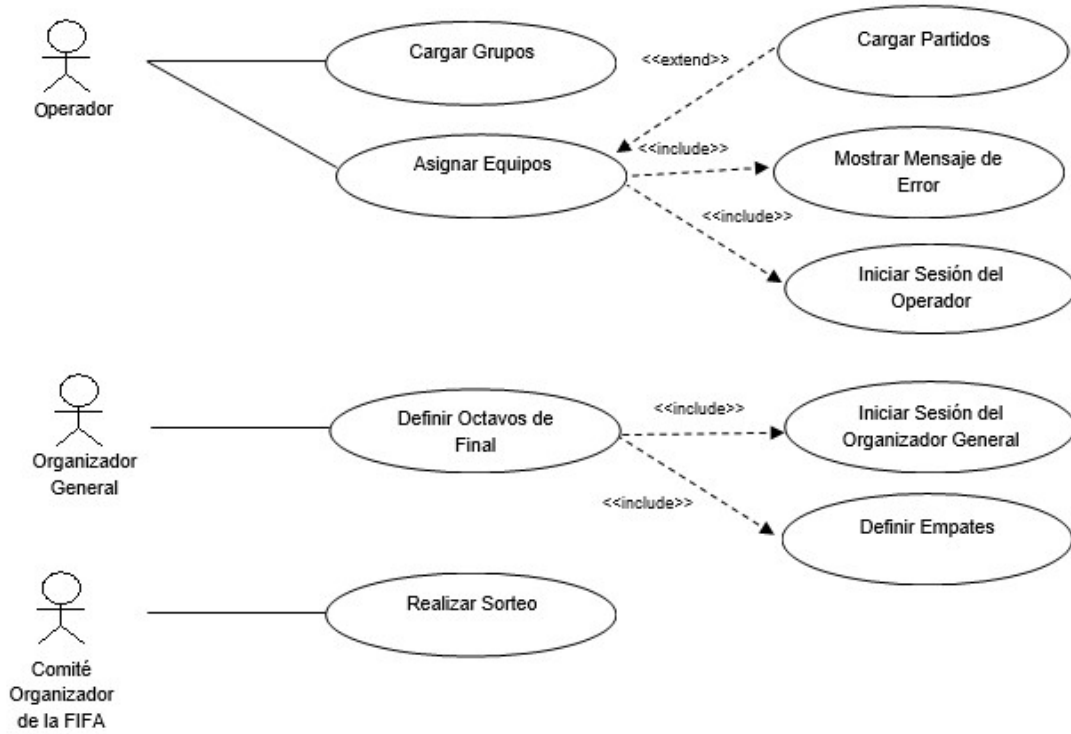 Cargar Grupos
<<extend>>
Cargar Partidos
Operador
Asignar Equipos
<<include>>
Mostrar Mensaje de
Error
<<include>>
Iniciar Sesión del
Operador
Organizador
General
Definir Octavos de
Final
<<include>>
Iniciar Sesión del
Organizador General
<<include>>
Definir Empates
Realizar Sorteo
Comité
Organizador
de la FIFA